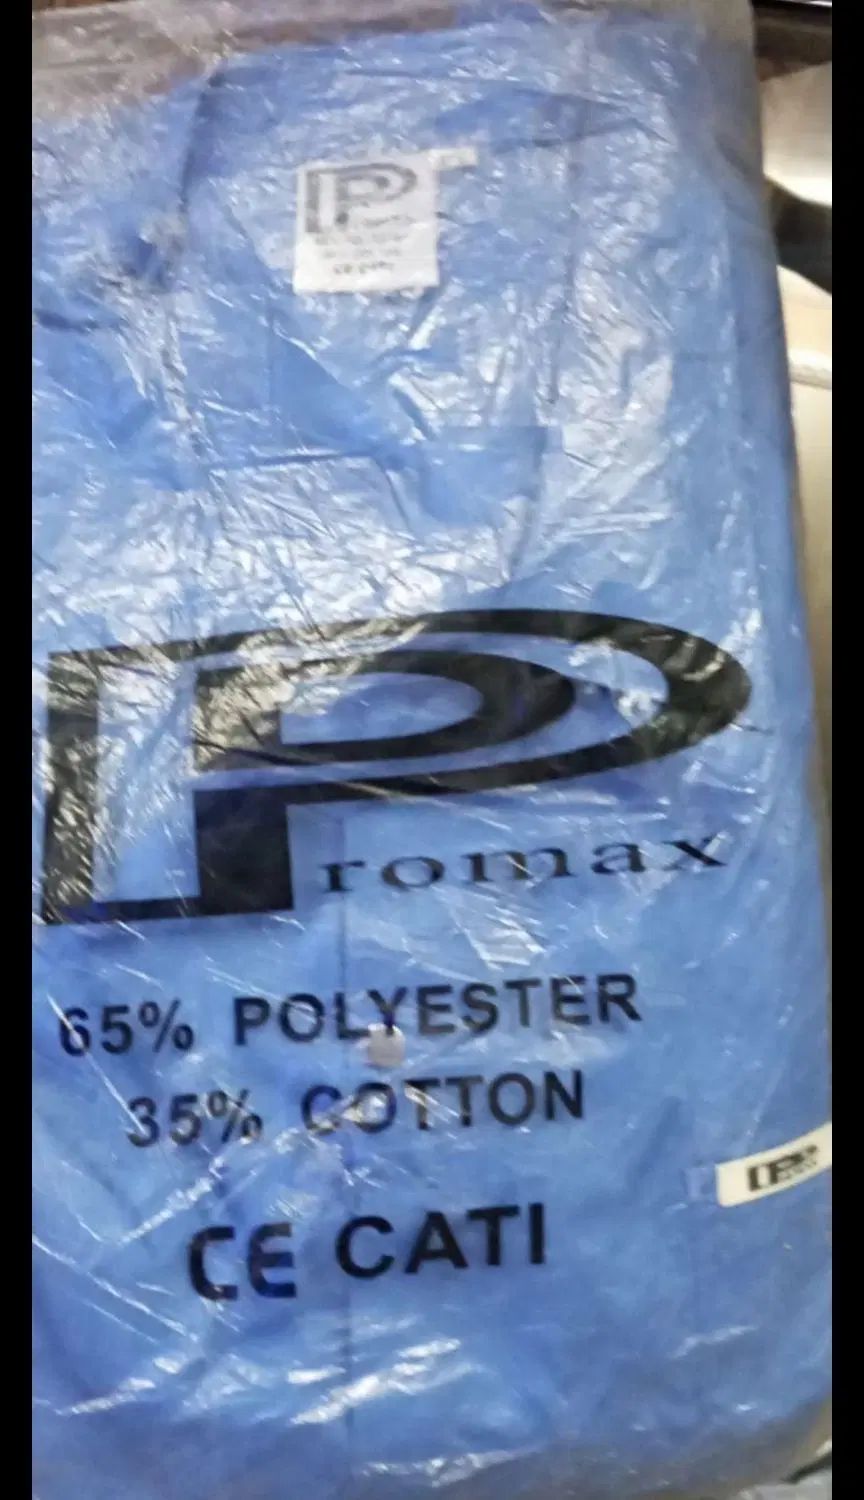 Promax
65% POLYESTER
35% COTTON
CE CATI